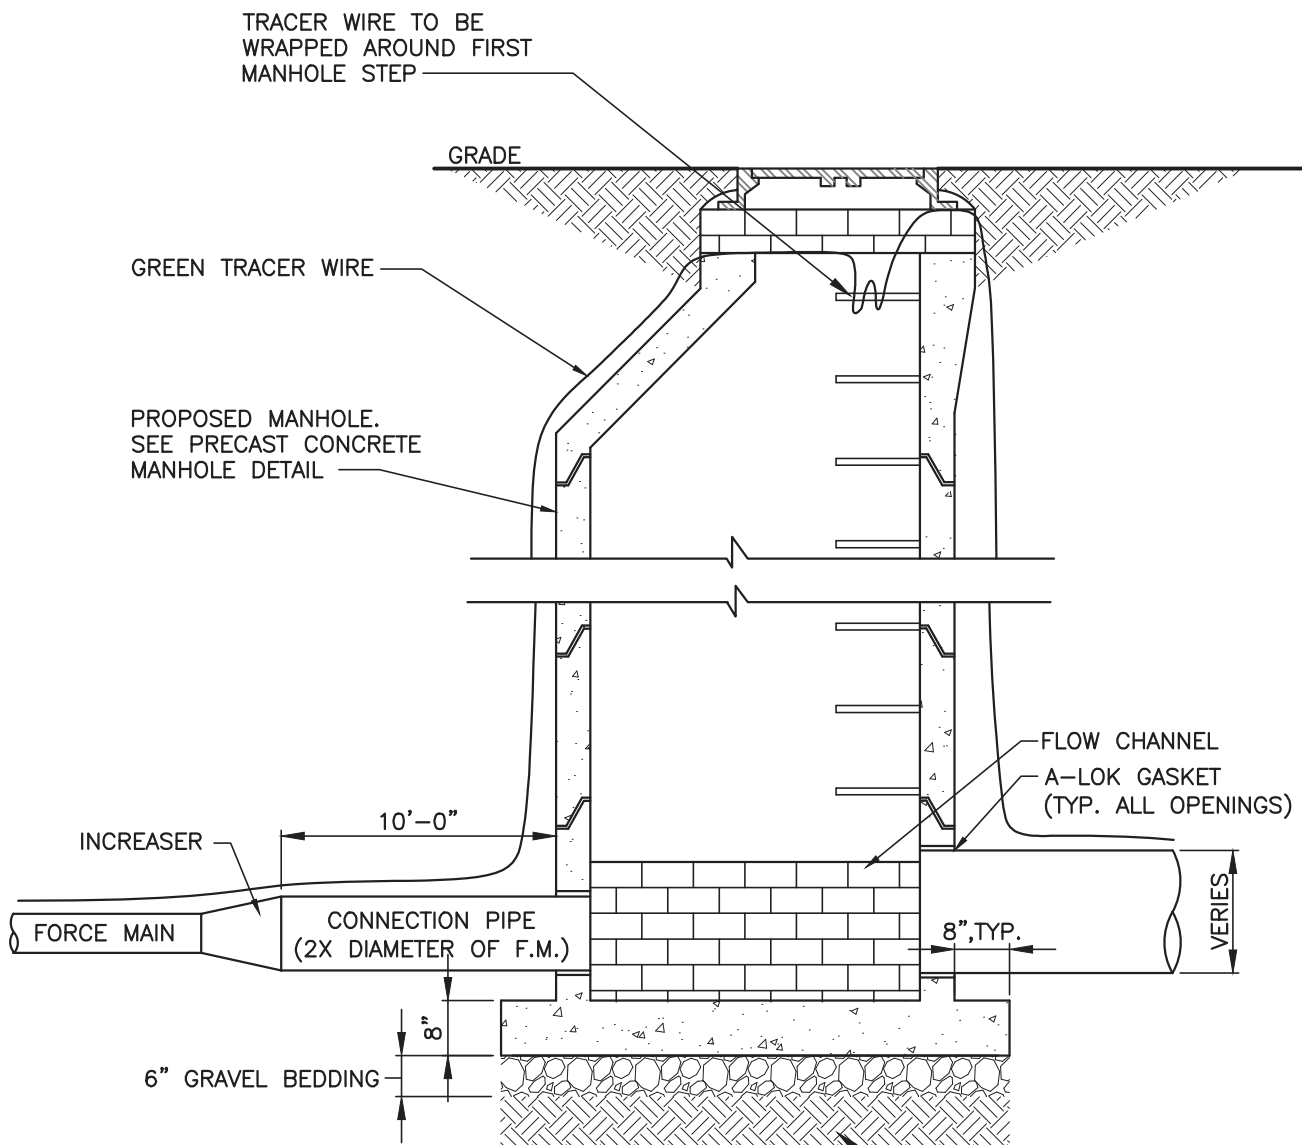 TRACER WIRE TO BE
WRAPPED AROUND FIRST
MANHOLE STEP
GRADE
GREEN TRACER WIRE
PROPOSED MANHOLE.
SEE PRECAST CONCRETE
MANHOLE DETAIL
FLOW CHANNEL
A-LOK GASKET
(TYP. ALL OPENINGS)
10'-0"
INCREASER
FORCE MAIN
CONNECTION PIPE
(2X DIAMETER OF F.M.)
8",TYP.
VERIES
8"
6" GRAVEL BEDDING